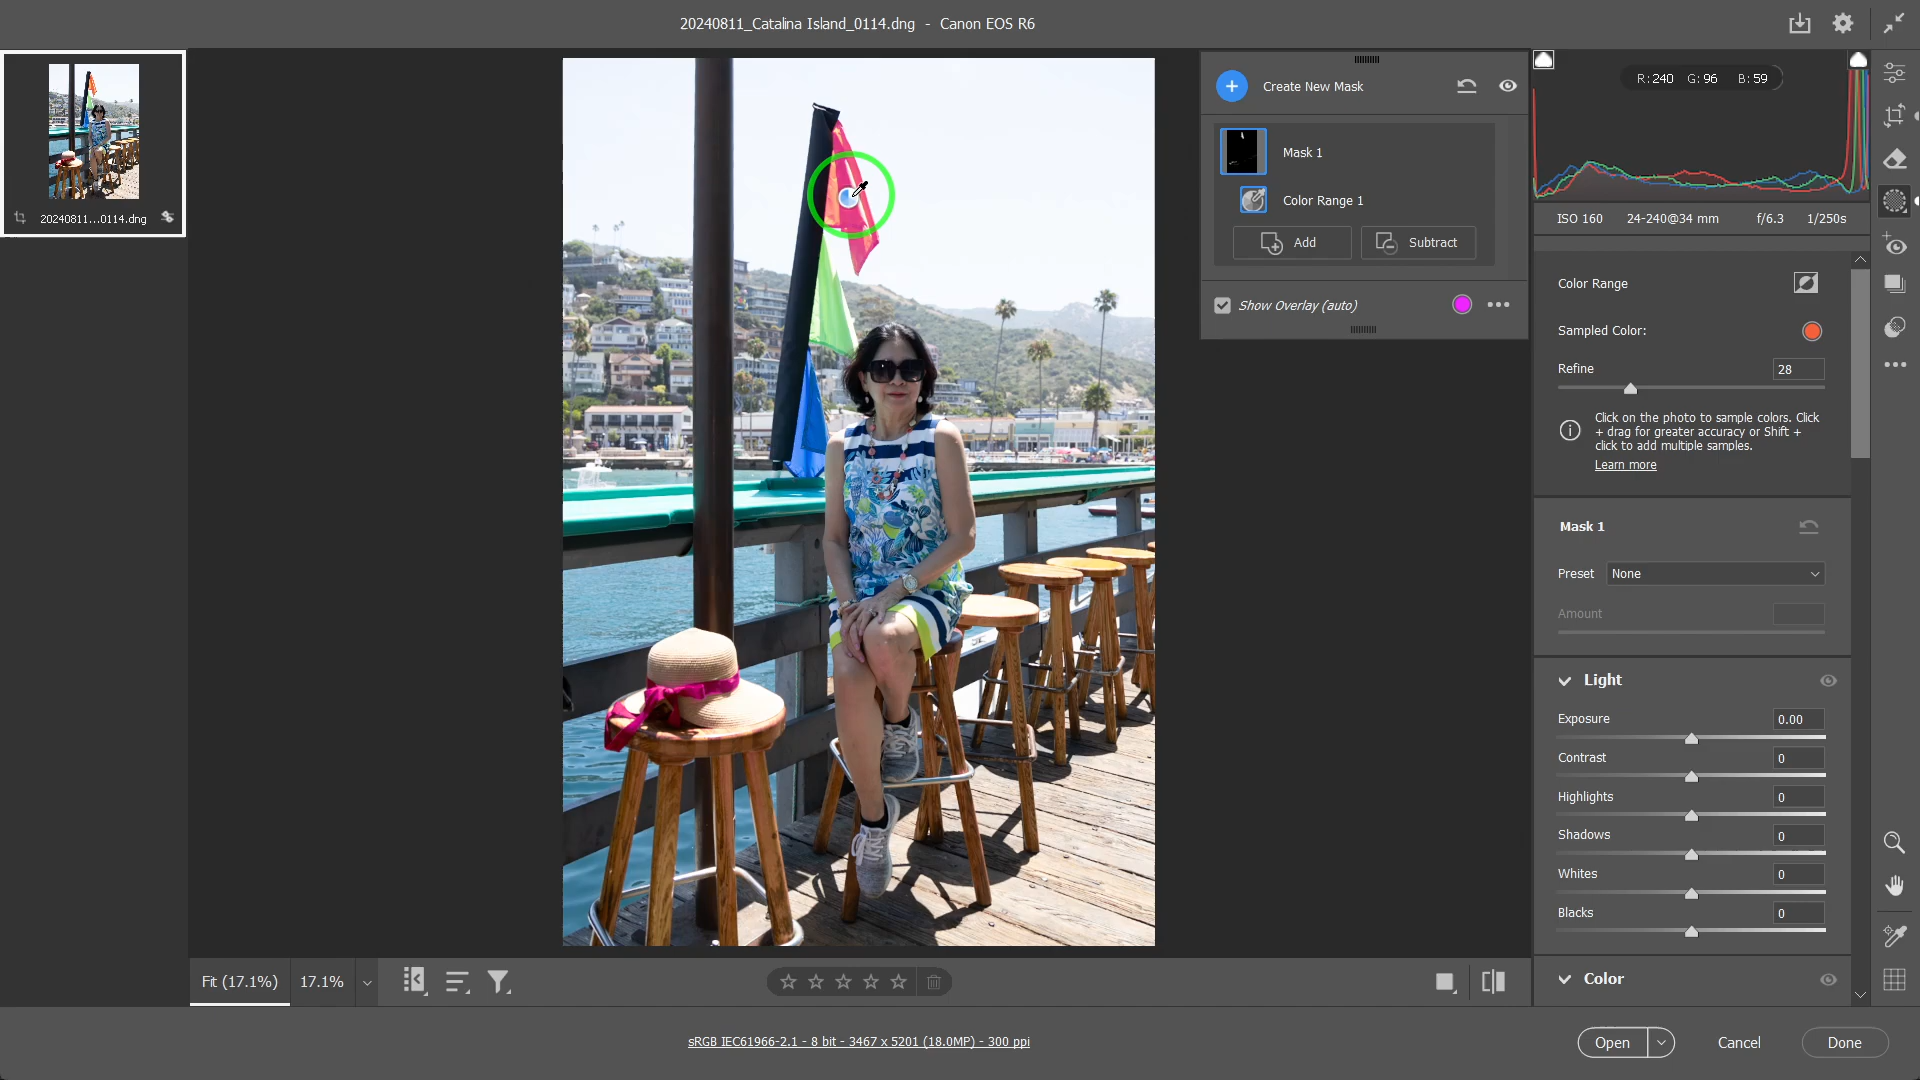 20240811_Catalina Island_0114.dng - Canon EOS R6
20240811...0114.dng
Create New Mask
Mask 1
Color Range 1
Add
Subtract
Show Overlay (auto)
R: 240 G: 96 B: 59
ISO 160 24-240@34 mm f/6.3 1/250s
Color Range
Sampled Color:
Refine 28
Click on the photo to sample colors. Click
+ drag for greater accuracy or Shift +
click to add multiple samples.
Learn more
Mask 1
Preset None
Amount
Light
Exposure 0.00
Contrast 0
Highlights 0
Shadows 0
Whites 0
Blacks 0
Color
Fit (17.1%) 17.1%
sRGB IEC61966-2.1 - 8 bit - 3467 x 5201 (18.0MP) - 300 ppi
Open Cancel Done